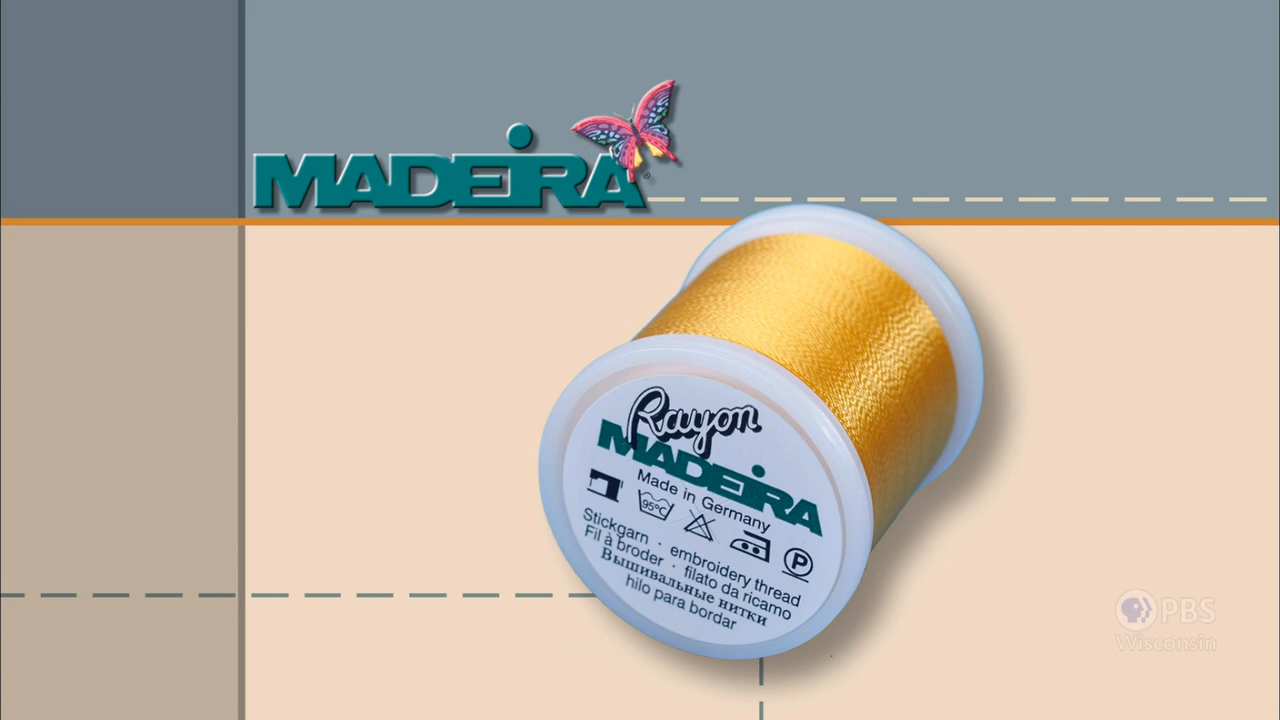 MADEIRA
Rayon
MADEIRA
Made in Germany
95°C
P
Stickgarn · embroidery thread
Fil à broder · filato da ricamo
Вышивальные нитки
hilo para bordar
PBS
Wisconsin